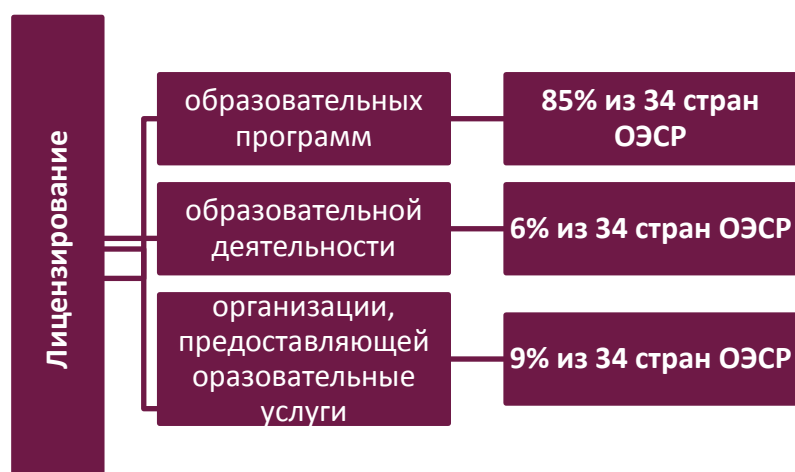 Лицензирование
образовательных
программ
85% из 34 стран
ОЭСР
образовательной
деятельности
6% из 34 стран ОЭСР
организации,
предоставляющей
оразовательные
услуги
9% из 34 стран ОЭСР